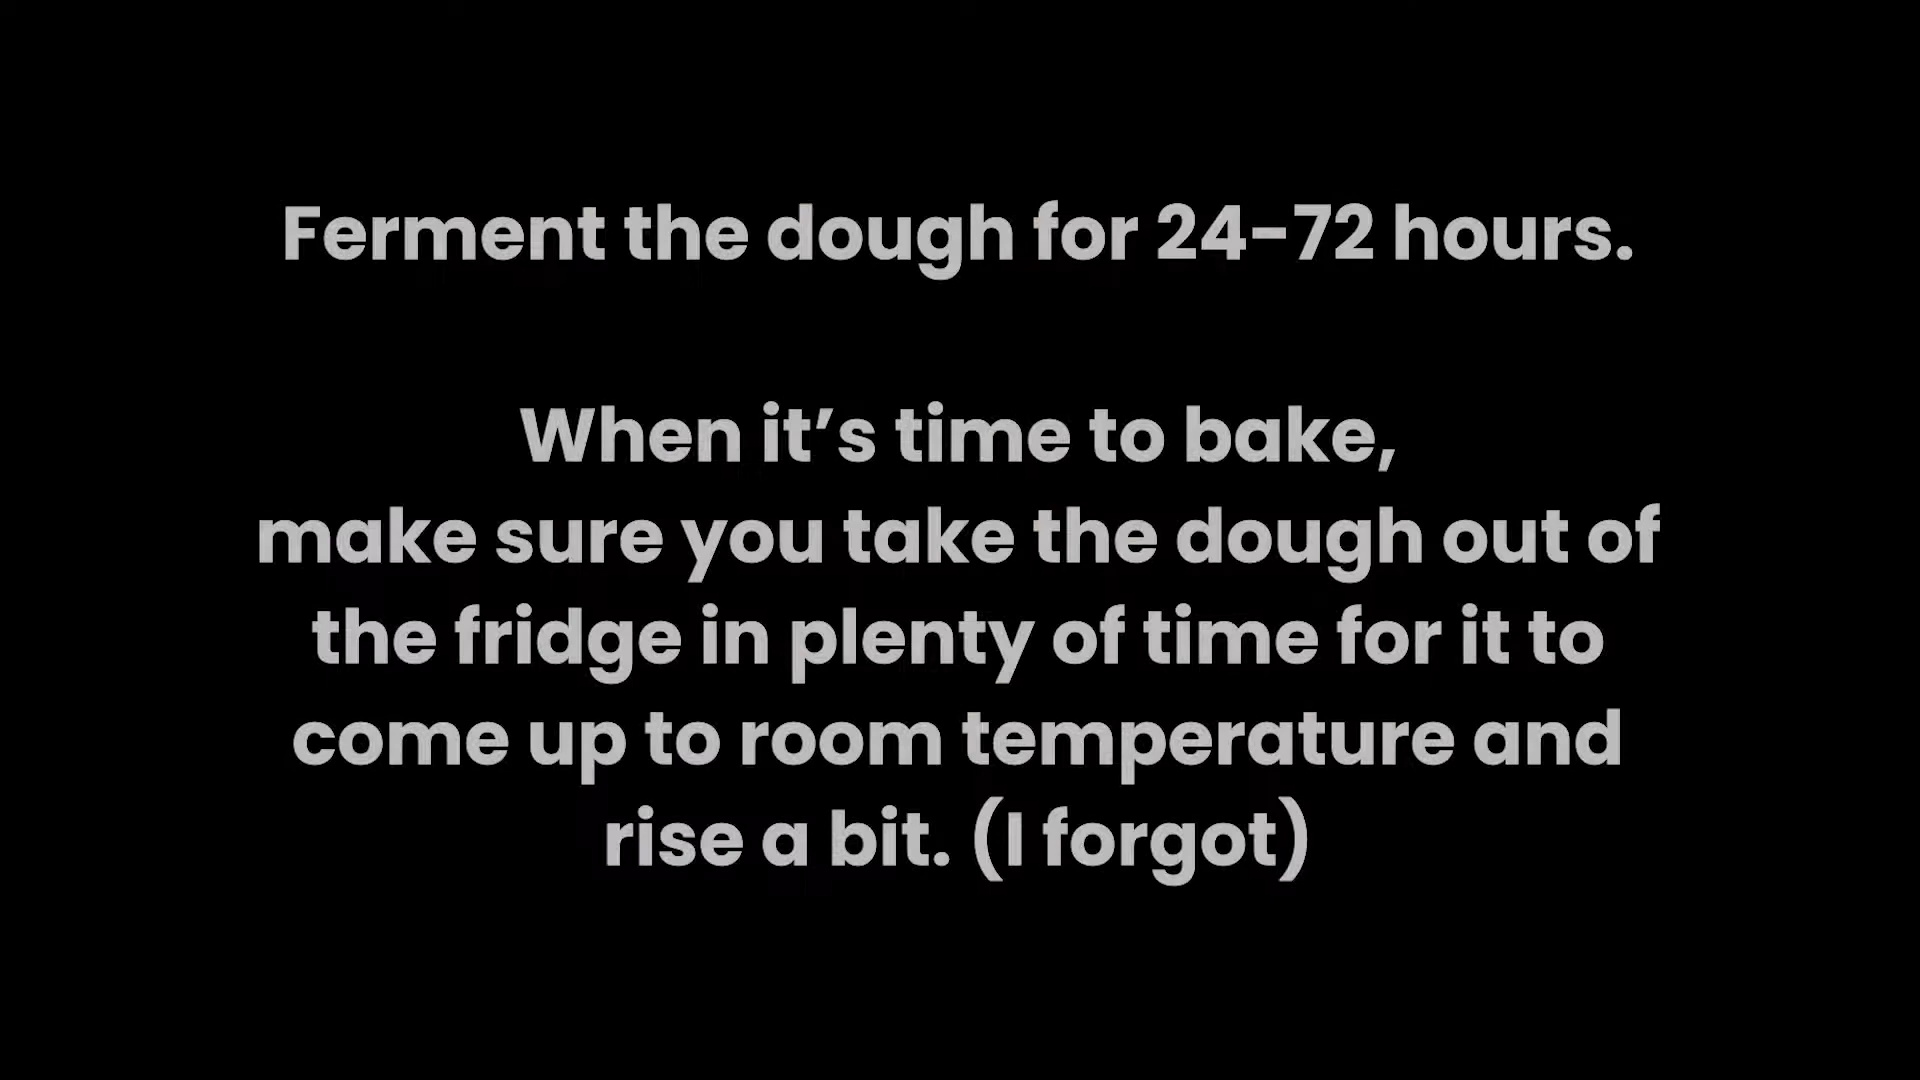 Ferment the dough for 24-72 hours.
When it’s time to bake,
make sure you take the dough out of
the fridge in plenty of time for it to
come up to room temperature and
rise a bit. (I forgot)